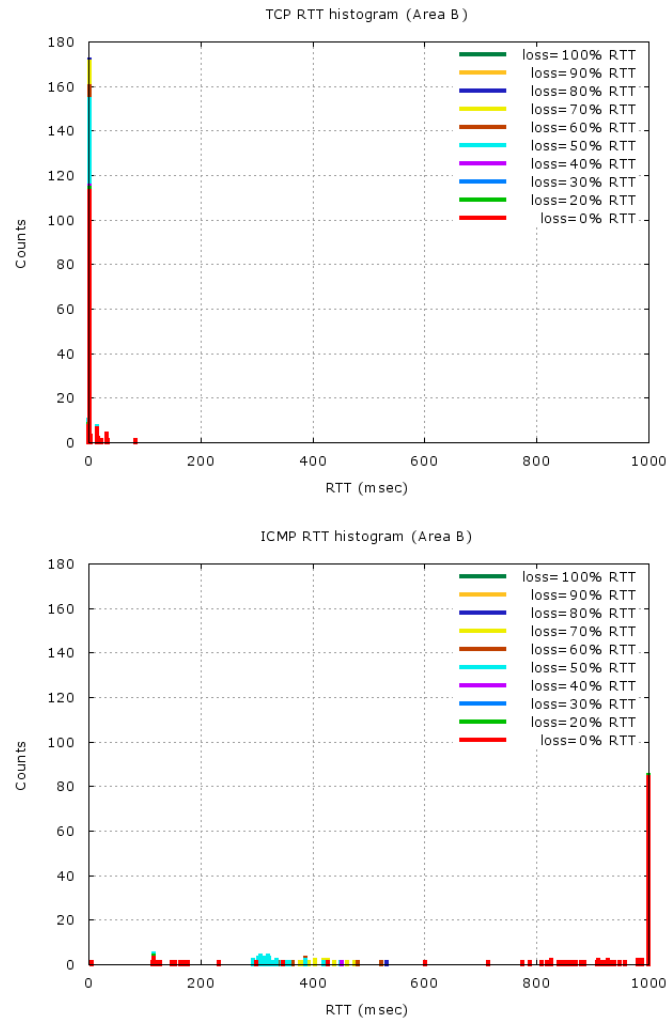 TCP RTT histogram (Area B)
180
160
140
120
100
80
60
40
20
0
Counts
loss=100% RTT
loss=90% RTT
loss=80% RTT
loss=70% RTT
loss=60% RTT
loss=50% RTT
loss=40% RTT
loss=30% RTT
loss=20% RTT
loss=0% RTT
0 200 400 600 800 1000
RTT (msec)
ICMP RTT histogram (Area B)
180
160
140
120
100
80
60
40
20
0
Counts
loss=100% RTT
loss=90% RTT
loss=80% RTT
loss=70% RTT
loss=60% RTT
loss=50% RTT
loss=40% RTT
loss=30% RTT
loss=20% RTT
loss=0% RTT
0 200 400 600 800 1000
RTT (msec)